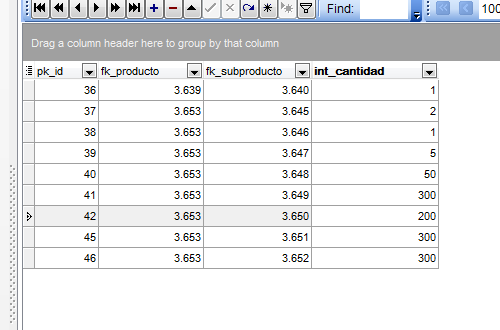 Find: 100
Drag a column header here to group by that column
pk_id fk_producto fk_subproducto int_cantidad
36 3.639 3.640 1
37 3.653 3.645 2
38 3.653 3.646 1
39 3.653 3.647 5
40 3.653 3.648 50
41 3.653 3.649 300
42 3.653 3.650 200
45 3.653 3.651 300
46 3.653 3.652 300